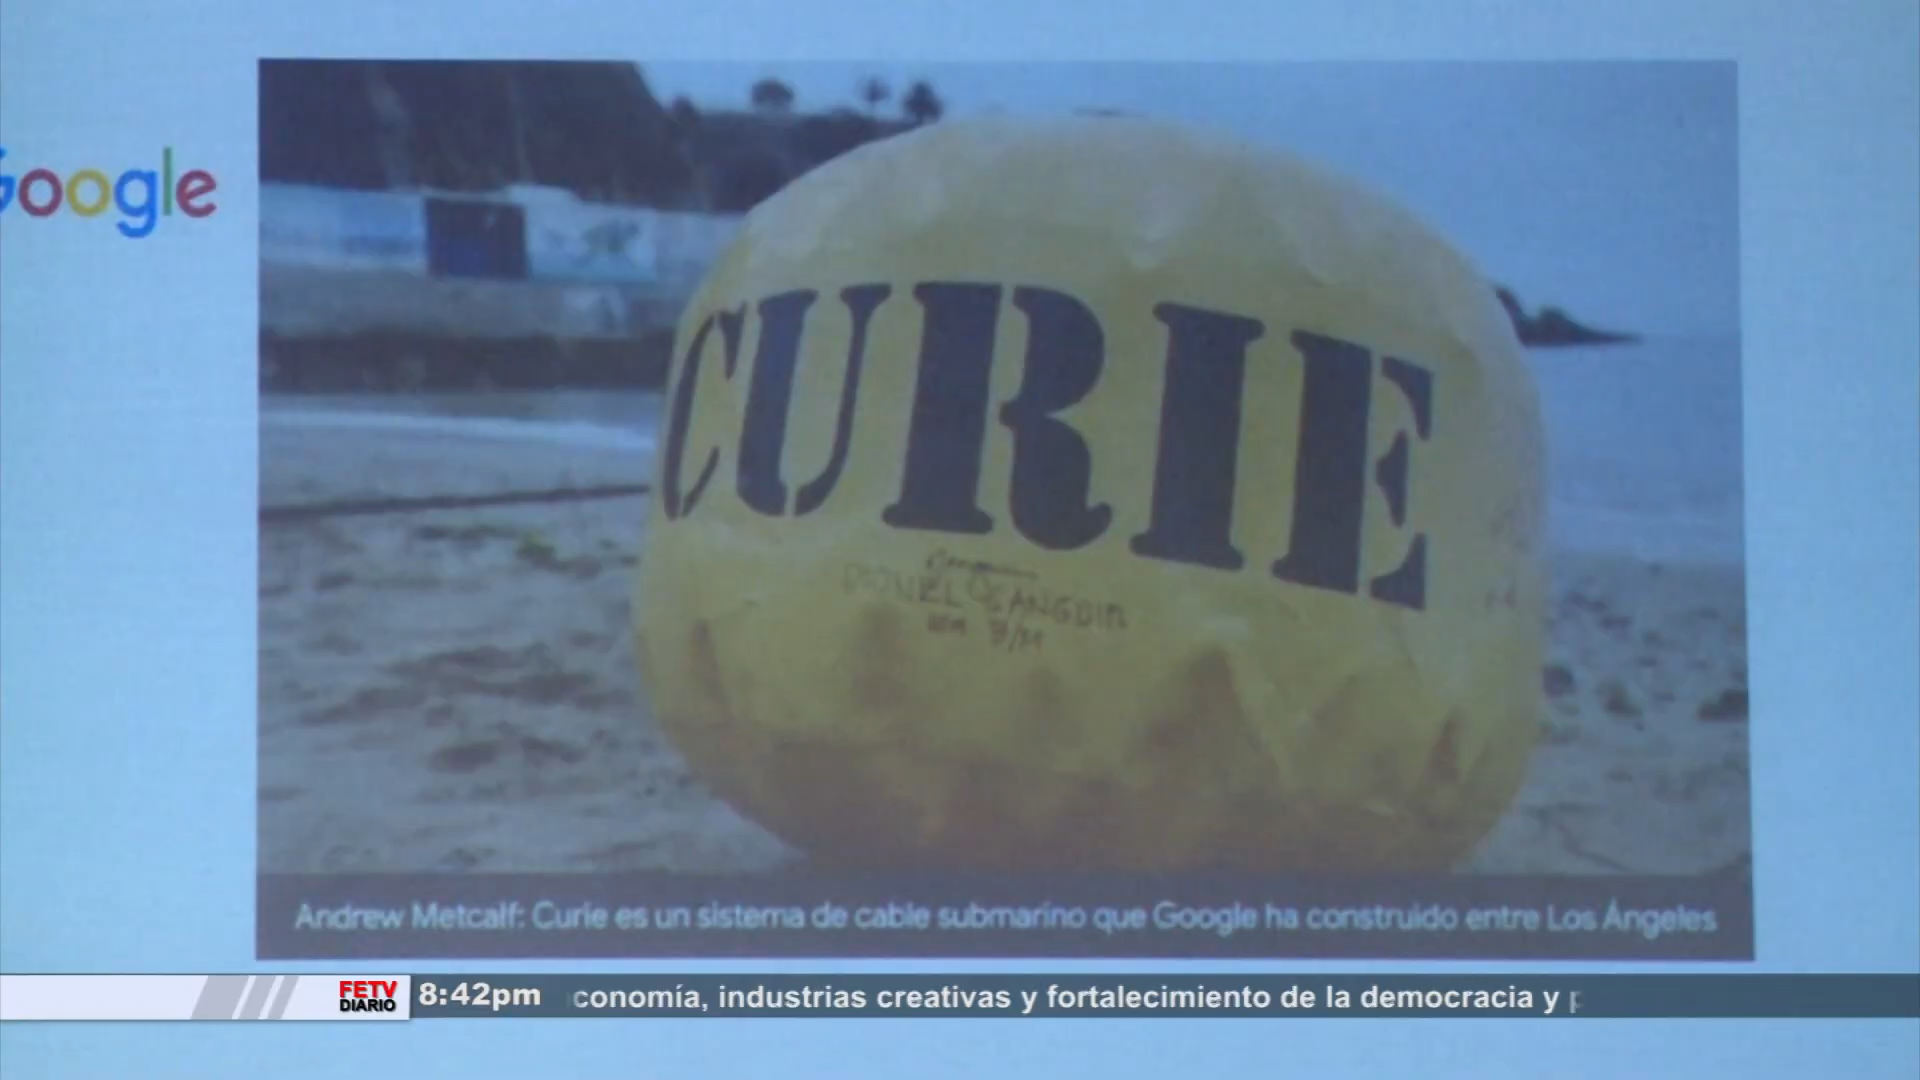 Google
CURIE
Andrew Metcalf: Curie es un sistema de cable submarino que Google ha construido entre Los Ángeles
FETV
DIARIO
8:42pm
conomía, industrias creativas y fortalecimiento de la democracia y